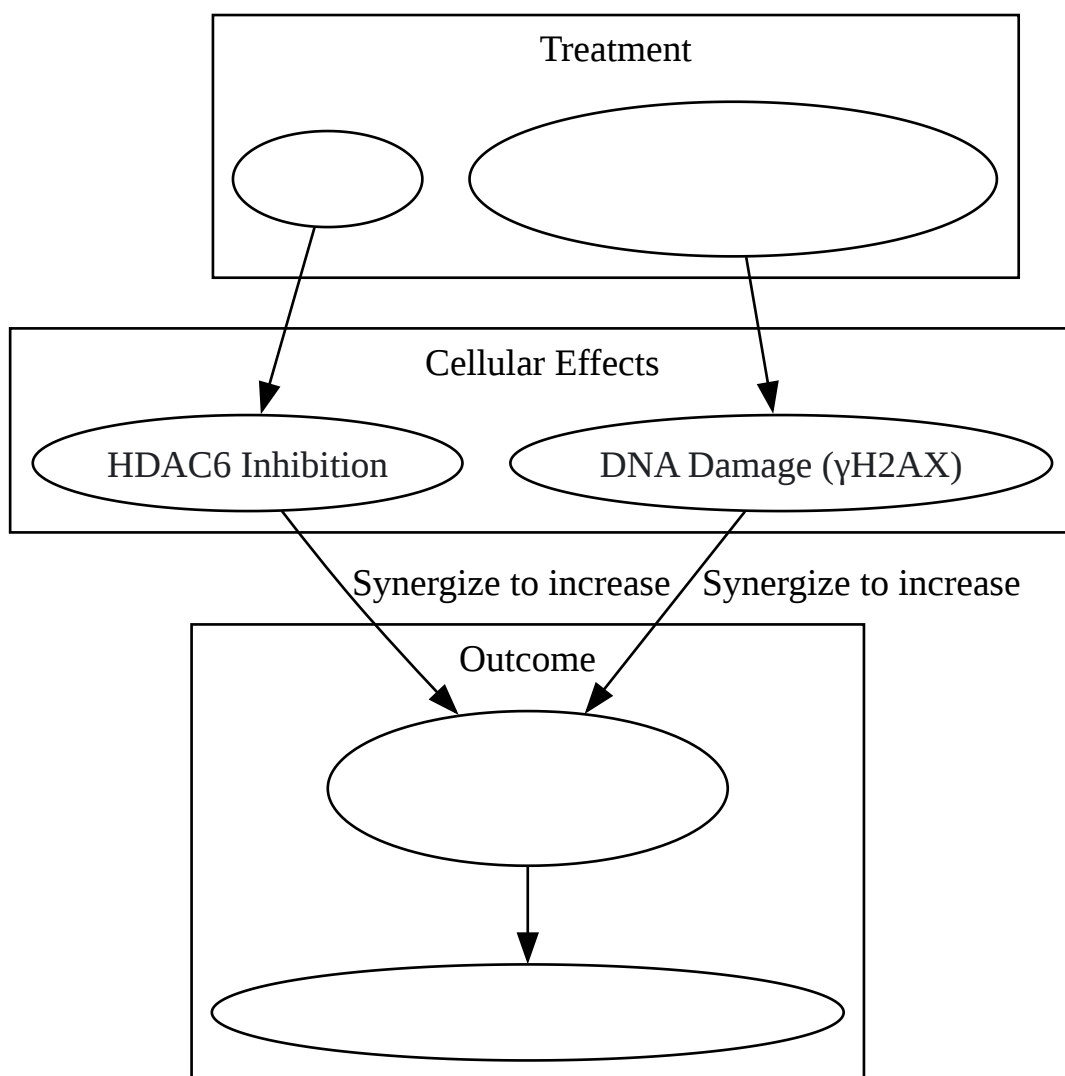 Treatment
Cellular Effects
HDAC6 Inhibition
DNA Damage (γH2AX)
Synergize to increase
Synergize to increase
Outcome